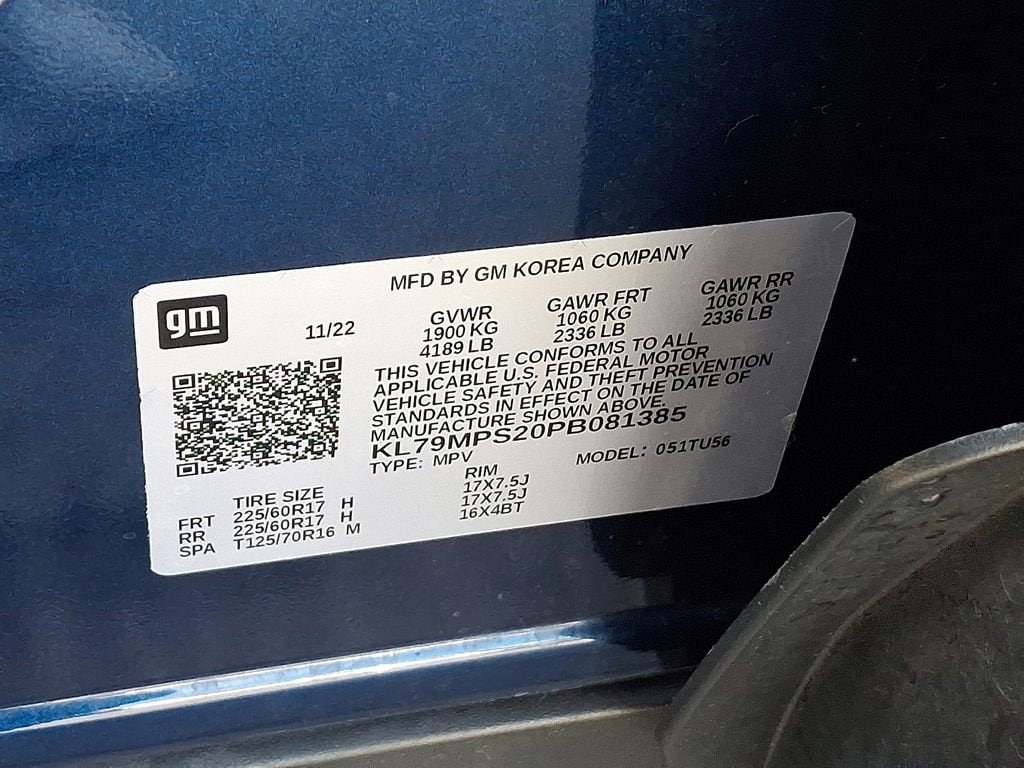 MFD BY GM KOREA COMPANY
gm
11/22
GVWR
1900 KG
4189 LB
GAWR FRT
1060 KG
2336 LB
GAWR RR
1060 KG
2336 LB
THIS VEHICLE CONFORMS TO ALL
APPLICABLE U.S. FEDERAL MOTOR
VEHICLE SAFETY AND THEFT PREVENTION
STANDARDS IN EFFECT ON THE DATE OF
MANUFACTURE SHOWN ABOVE.
KL79MPS20PB081385
TYPE: MPV MODEL: 051TU56
TIRE SIZE RIM
FRT 225/60R17 H 17X7.5J
RR 225/60R17 H 17X7.5J
SPA T125/70R16 M 16X4BT